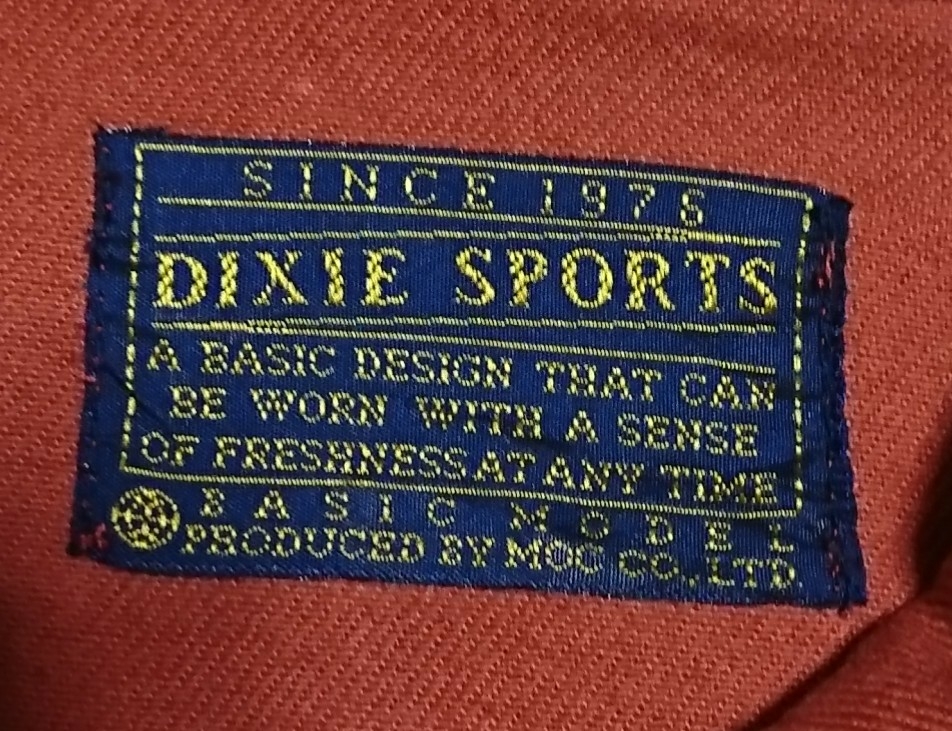 SINCE 1976
DIXIE SPORTS
A BASIC DESIGN THAT CAN
BE WORN WITH A SENSE
OF FRESHNESS AT ANY TIME
BASIC MODEL
PRODUCED BY MOC CO., LTD.